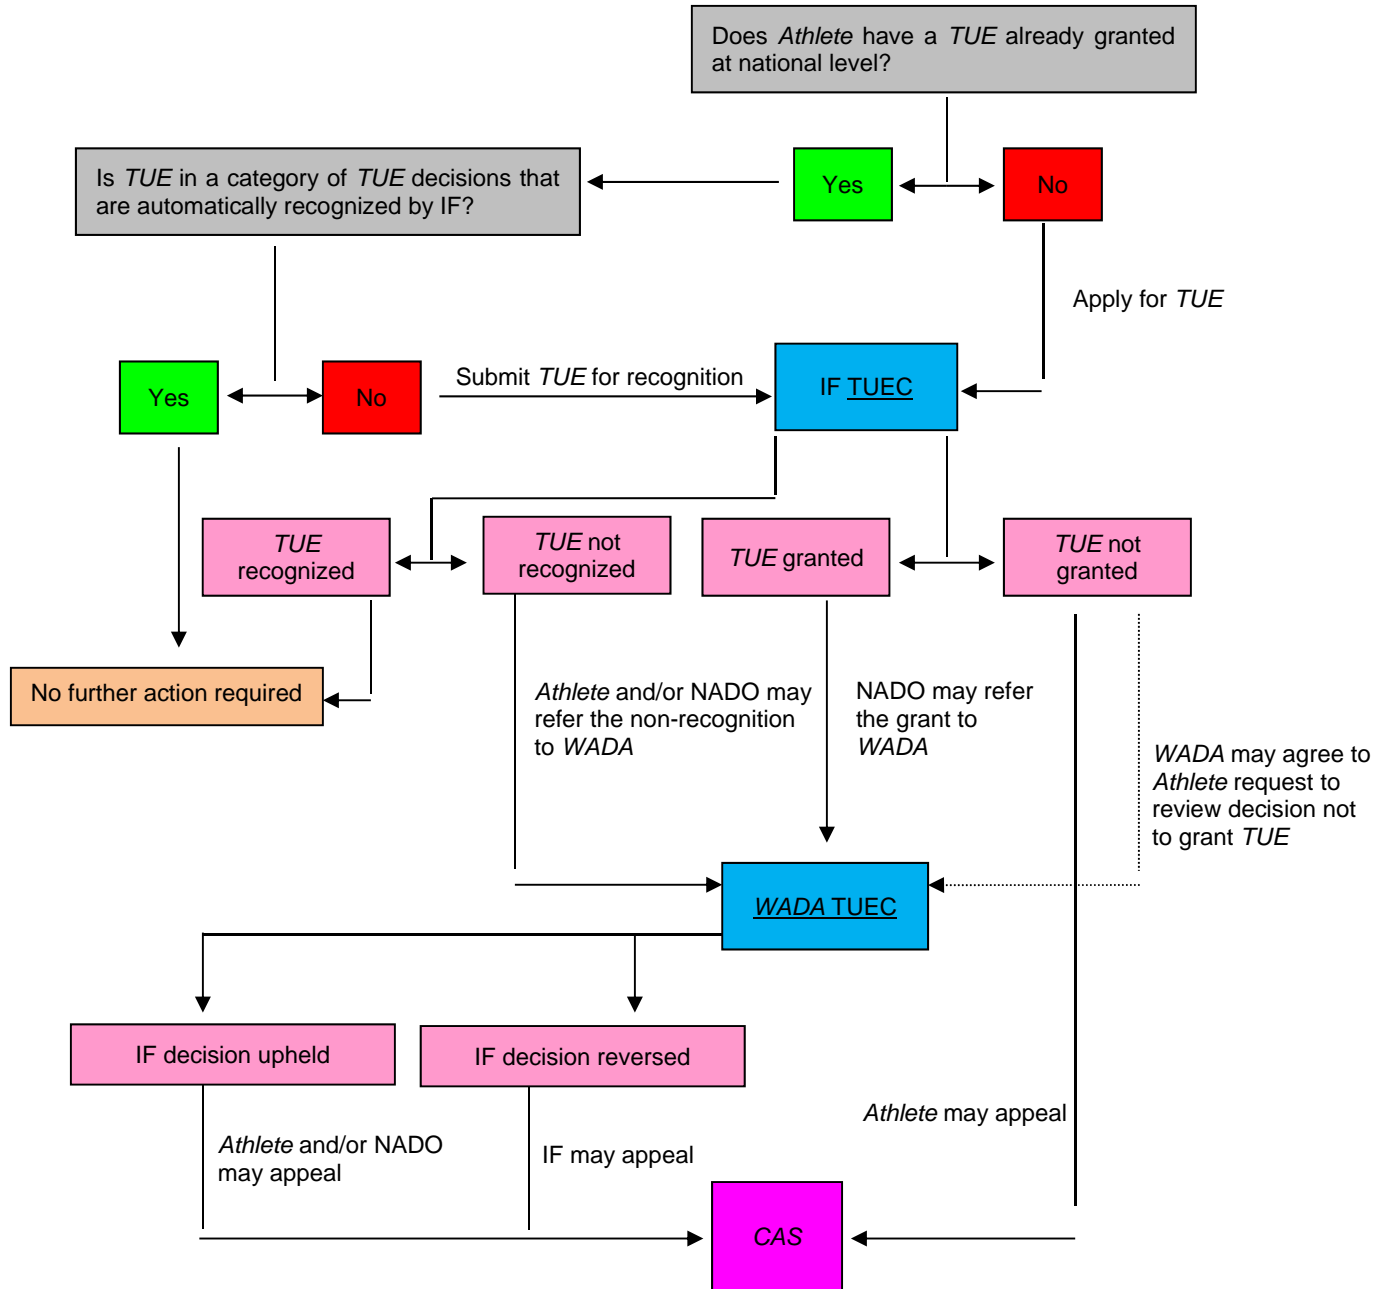 Does Athlete have a TUE already granted
at national level?
Is TUE in a category of TUE decisions that
are automatically recognized by IF?
Yes
No
Apply for TUE
Yes
No
Submit TUE for recognition
IF TUEC
TUE
recognized
TUE not
recognized
TUE granted
TUE not
granted
No further action required
Athlete and/or NADO may
refer the non-recognition
to WADA
NADO may refer
the grant to
WADA
WADA may agree to
Athlete request to
review decision not
to grant TUE
WADA TUEC
IF decision upheld
IF decision reversed
Athlete may appeal
Athlete and/or NADO
may appeal
IF may appeal
CAS